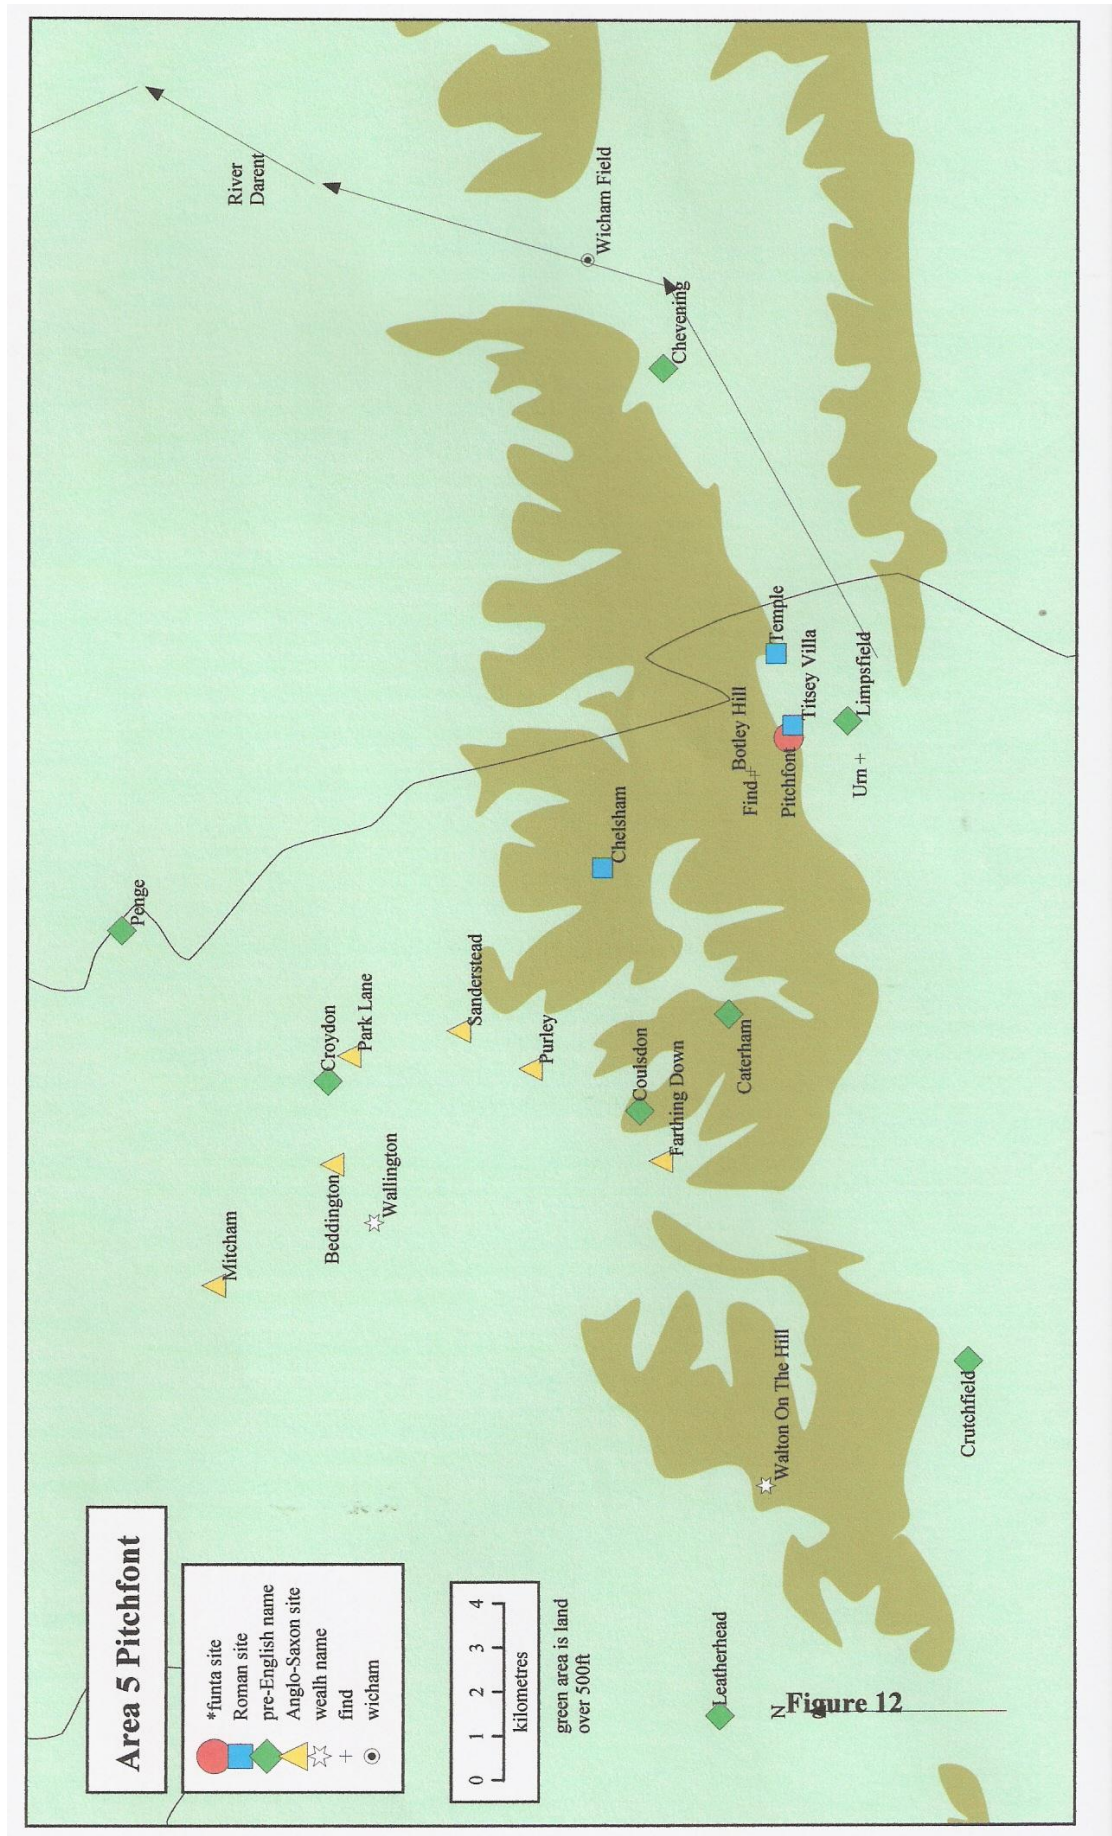 Area 5 Pitchfont
*funta site
Roman site
pre-English name
Anglo-Saxon site
wealh name
find
wicham
0 1 2 3 4
kilometres
green area is land
over 500ft
Penge
River
Darent
Mitcham
Croydon
Park Lane
Beddington
Wallington
Sanderstead
Purley
Wicham Field
Chevening
Chelsham
Coulsdon
Farthing Down
Caterham
Botley Hill
Find
Pitchfont
Temple
Titsey Villa
Limpsfield
Urn
Walton On The Hill
Crutchfield
Leatherhead
N
Figure 12